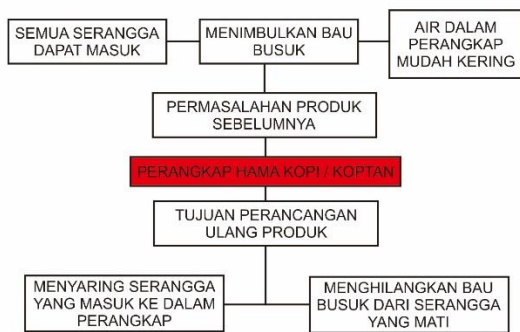 SEMUA SERANGGA
DAPAT MASUK
MENIMBULKAN BAU
BUSUK
AIR DALAM
PERANGKAP
MUDAH KERING
PERMASALAHAN PRODUK
SEBELUMNYA
PERANGKAP HAMA KOPI / KOPTAN
TUJUAN PERANCANGAN
ULANG PRODUK
MENYARING SERANGGA
YANG MASUK KE DALAM
PERANGKAP
MENGHILANGKAN BAU
BUSUK DARI SERANGGA
YANG MATI